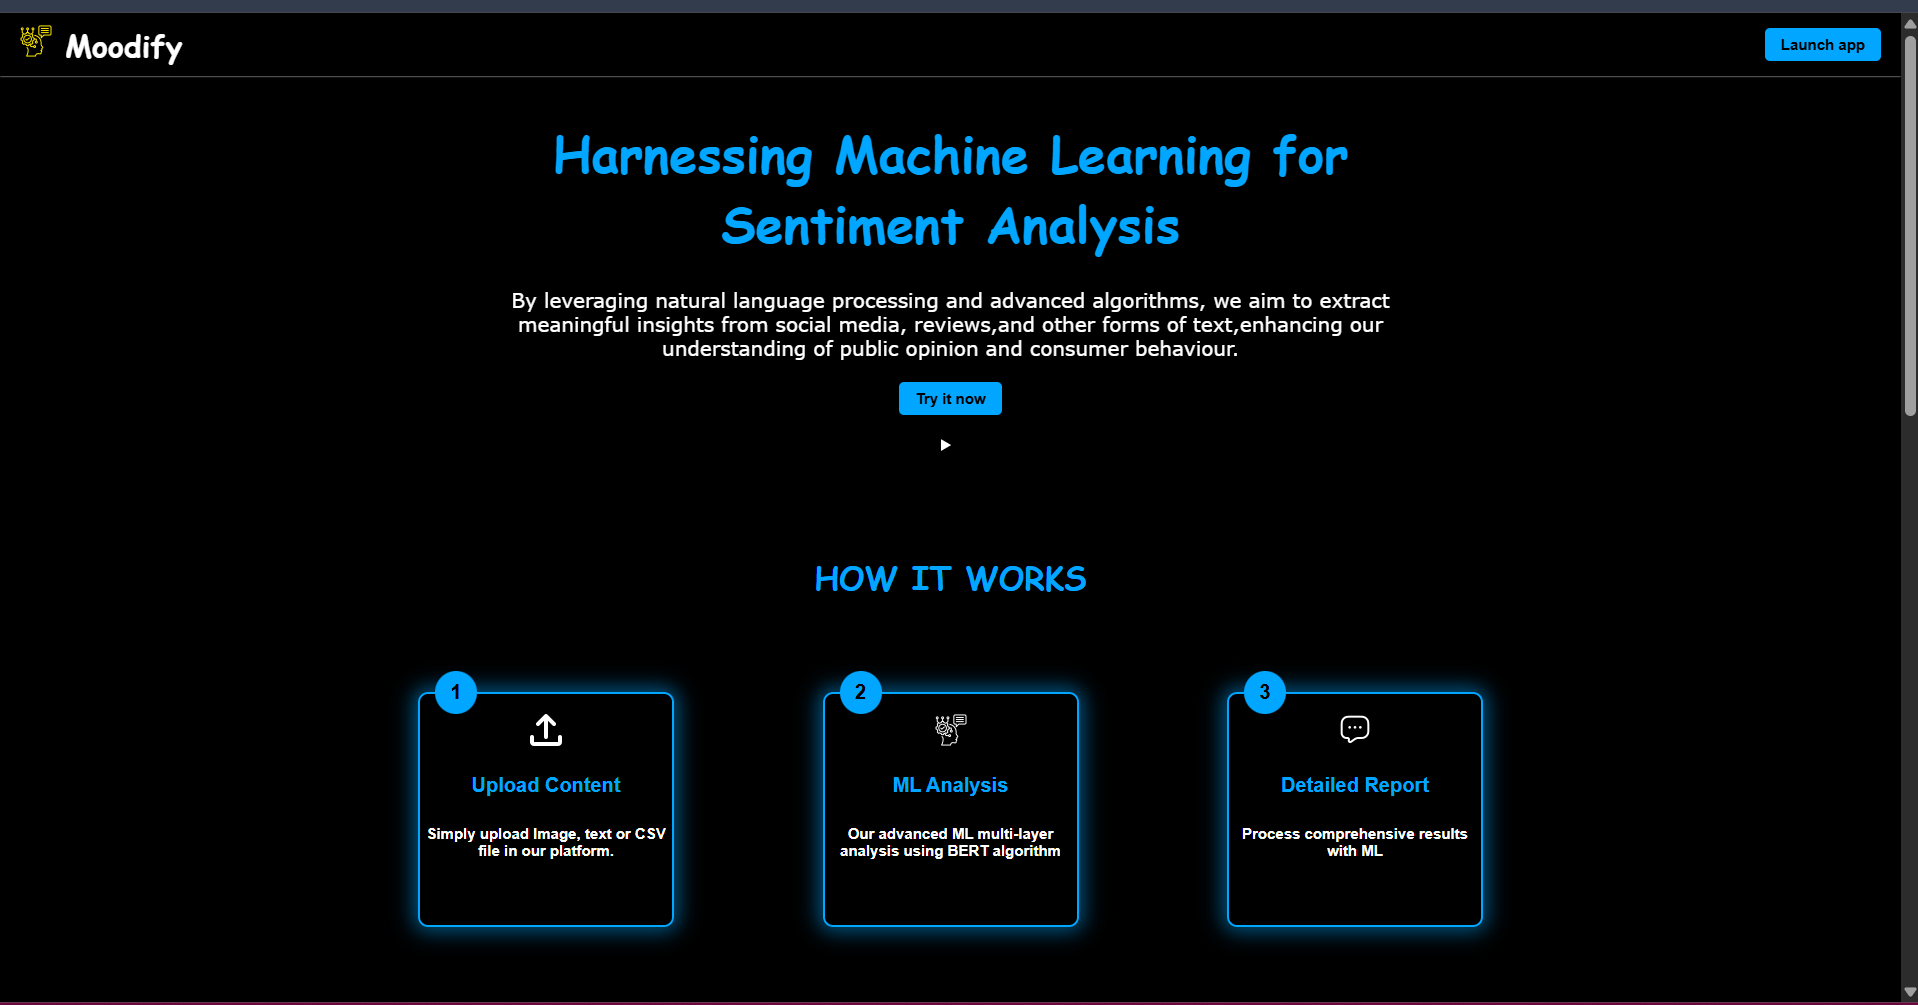 Moodify
Launch app
Harnessing Machine Learning for
Sentiment Analysis
By leveraging natural language processing and advanced algorithms, we aim to extract
meaningful insights from social media, reviews,and other forms of text,enhancing our
understanding of public opinion and consumer behaviour.
Try it now
HOW IT WORKS
1
Upload Content
Simply upload Image, text or CSV
file in our platform.
2
ML Analysis
Our advanced ML multi-layer
analysis using BERT algorithm
3
Detailed Report
Process comprehensive results
with ML